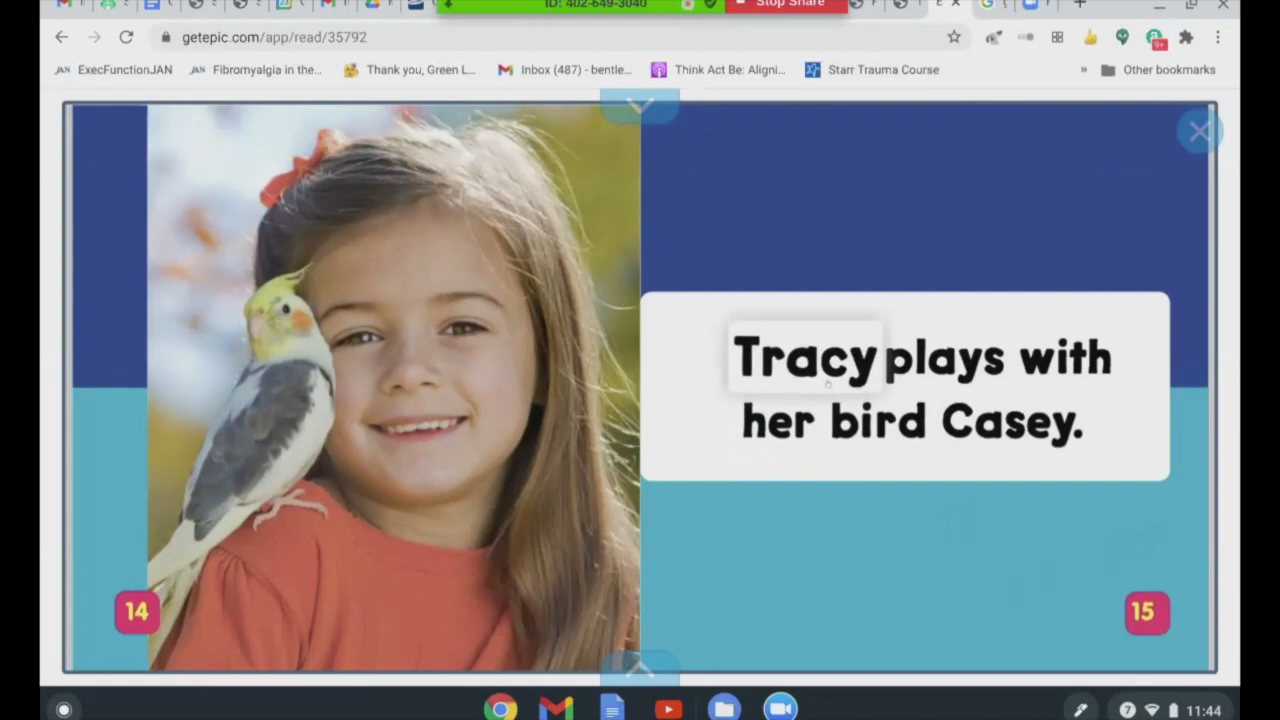 ID: 402-649-3040
Stop Share
getepic.com/app/read/35792
9+
ExecFunctionJAN
Fibromyalgia in the...
Thank you, Green L...
Inbox (487) - bentle...
Think Act Be: Aligni...
Starr Trauma Course
»
Other bookmarks
Tracy plays with
her bird Casey.
14
15
7
11:44